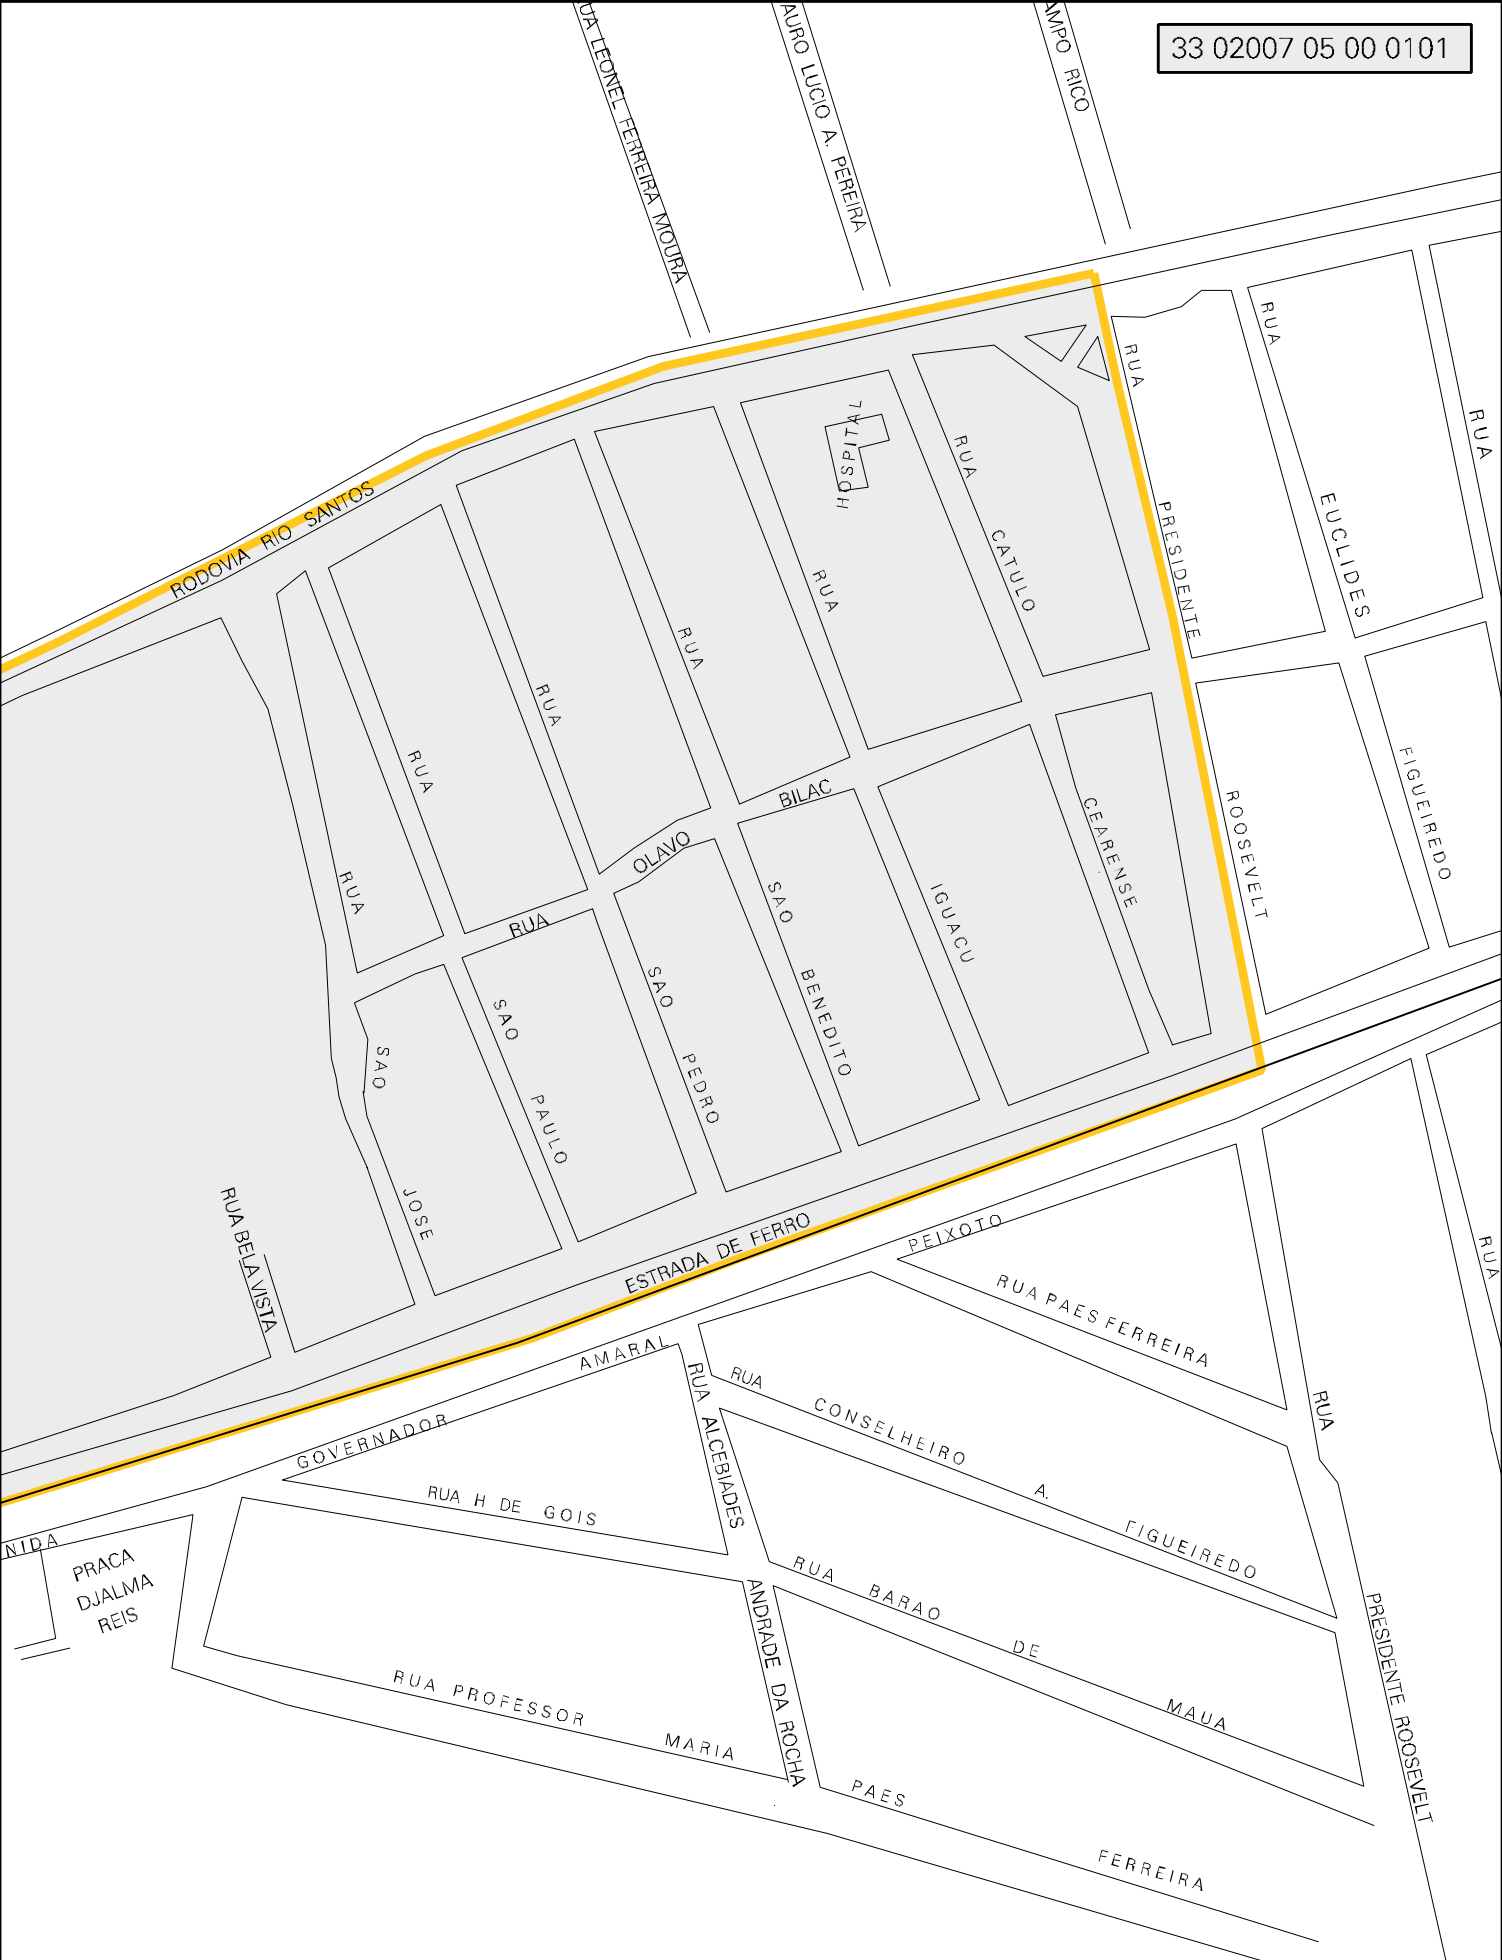 33 02007 05 00 0101
UA LEONEL FERREIRA MOURA
AURO LUCIO A. PEREIRA
AMPO RICO
RODOVIA RIO SANTOS
HOSPITAL
RUA PRESIDENTE ROOSEVELT
RUA EUCLIDES FIGUEIREDO
RUA
RUA CATULO CEARENSE
RUA IGUACU
RUA SAO BENEDITO
RUA SAO PEDRO
RUA SAO PAULO
RUA SAO JOSE
RUA OLAVO BILAC
RUA BELA VISTA
ESTRADA DE FERRO
NIDA GOVERNADOR AMARAL PEIXOTO
RUA PAES FERREIRA
RUA
RUA CONSELHEIRO A. FIGUEIREDO
RUA ALCEBIADES ANDRADE DA ROCHA
RUA H DE GOIS
RUA BARAO DE MAUA
PRACA
DJALMA
REIS
RUA PROFESSOR MARIA PAES FERREIRA
RUA PRESIDENTE ROOSEVELT